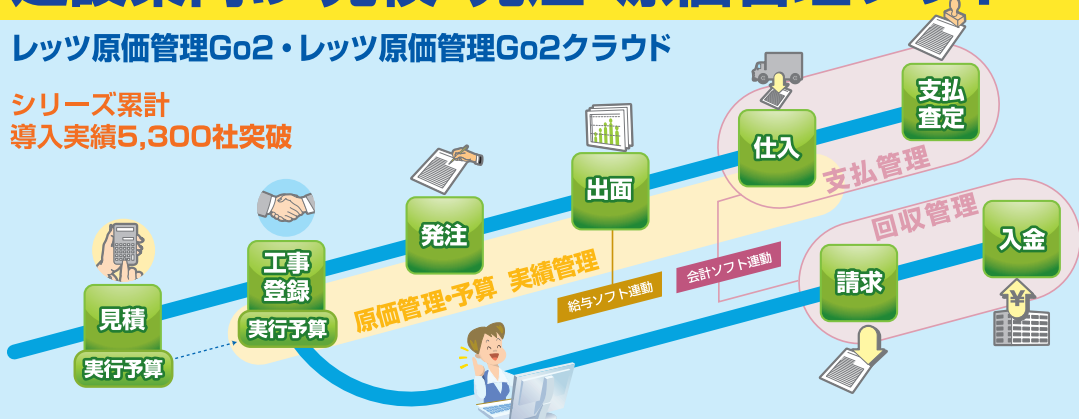 レッツ原価管理Go2・レッツ原価管理Go2クラウド
シリーズ累計
導入実績5,300社突破
見積
実行予算
工事
登録
実行予算
発注
出面
仕入
支払
査定
支払管理
原価管理・予算 実績管理
給与ソフト連動
会計ソフト連動
回収管理
請求
入金
¥